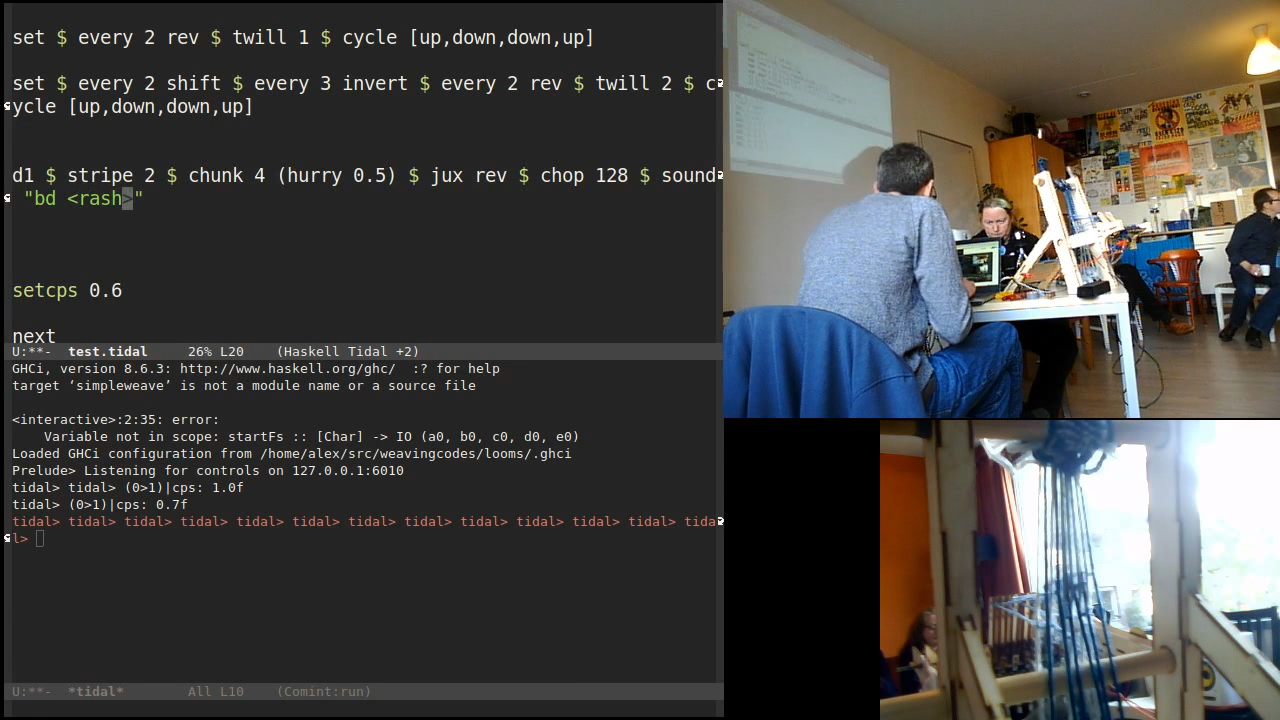 set $ every 2 rev $ twill 1 $ cycle [up,down,down,up]
set $ every 2 shift $ every 3 invert $ every 2 rev $ twill 2 $ c
ycle [up,down,down,up]
d1 $ stripe 2 $ chunk 4 (hurry 0.5) $ jux rev $ chop 128 $ sound
"bd <rash>"
setcps 0.6
next
U:**-  test.tidal     26% L20    (Haskell Tidal +2)
GHCi, version 8.6.3: http://www.haskell.org/ghc/  :? for help
target ‘simpleweave’ is not a module name or a source file
<interactive>:2:35: error:
    Variable not in scope: startFs :: [Char] -> IO (a0, b0, c0, d0, e0)
Loaded GHCi configuration from /home/alex/src/weavingcodes/looms/.ghci
Prelude> Listening for controls on 127.0.0.1:6010
tidal> tidal> (0>1)|cps: 1.0f
tidal> (0>1)|cps: 0.7f
tidal> tidal> tidal> tidal> tidal> tidal> tidal> tidal> tidal> tidal> tidal> tidal> tida
l>
U:**-  *tidal*        All L10    (Comint:run)